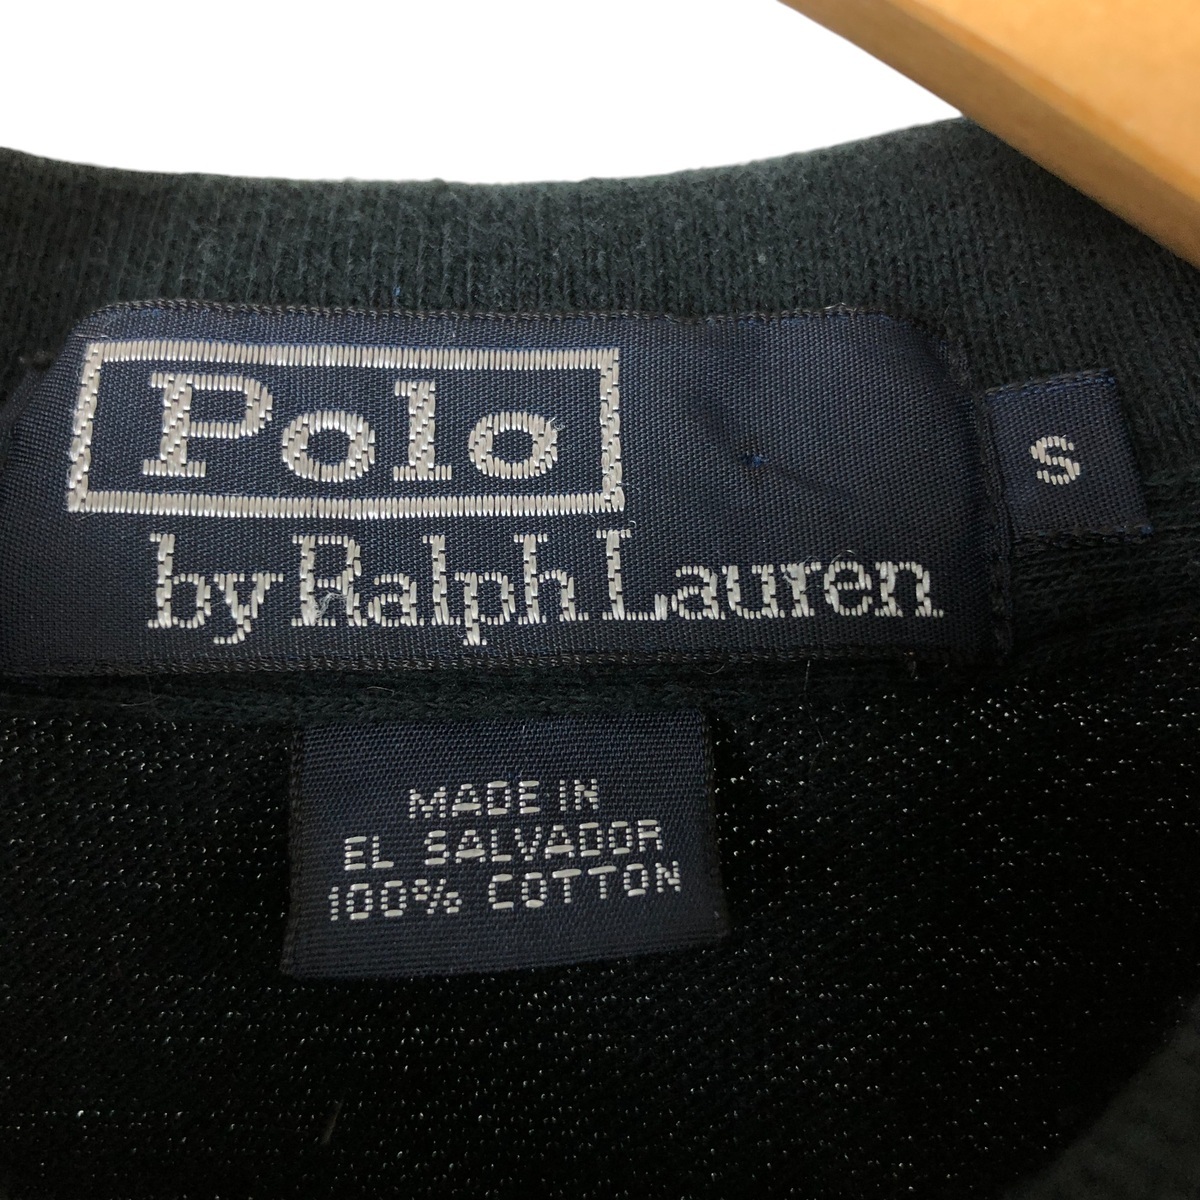 Polo
by Ralph Lauren
S
MADE IN
EL SALVADOR
100% COTTON